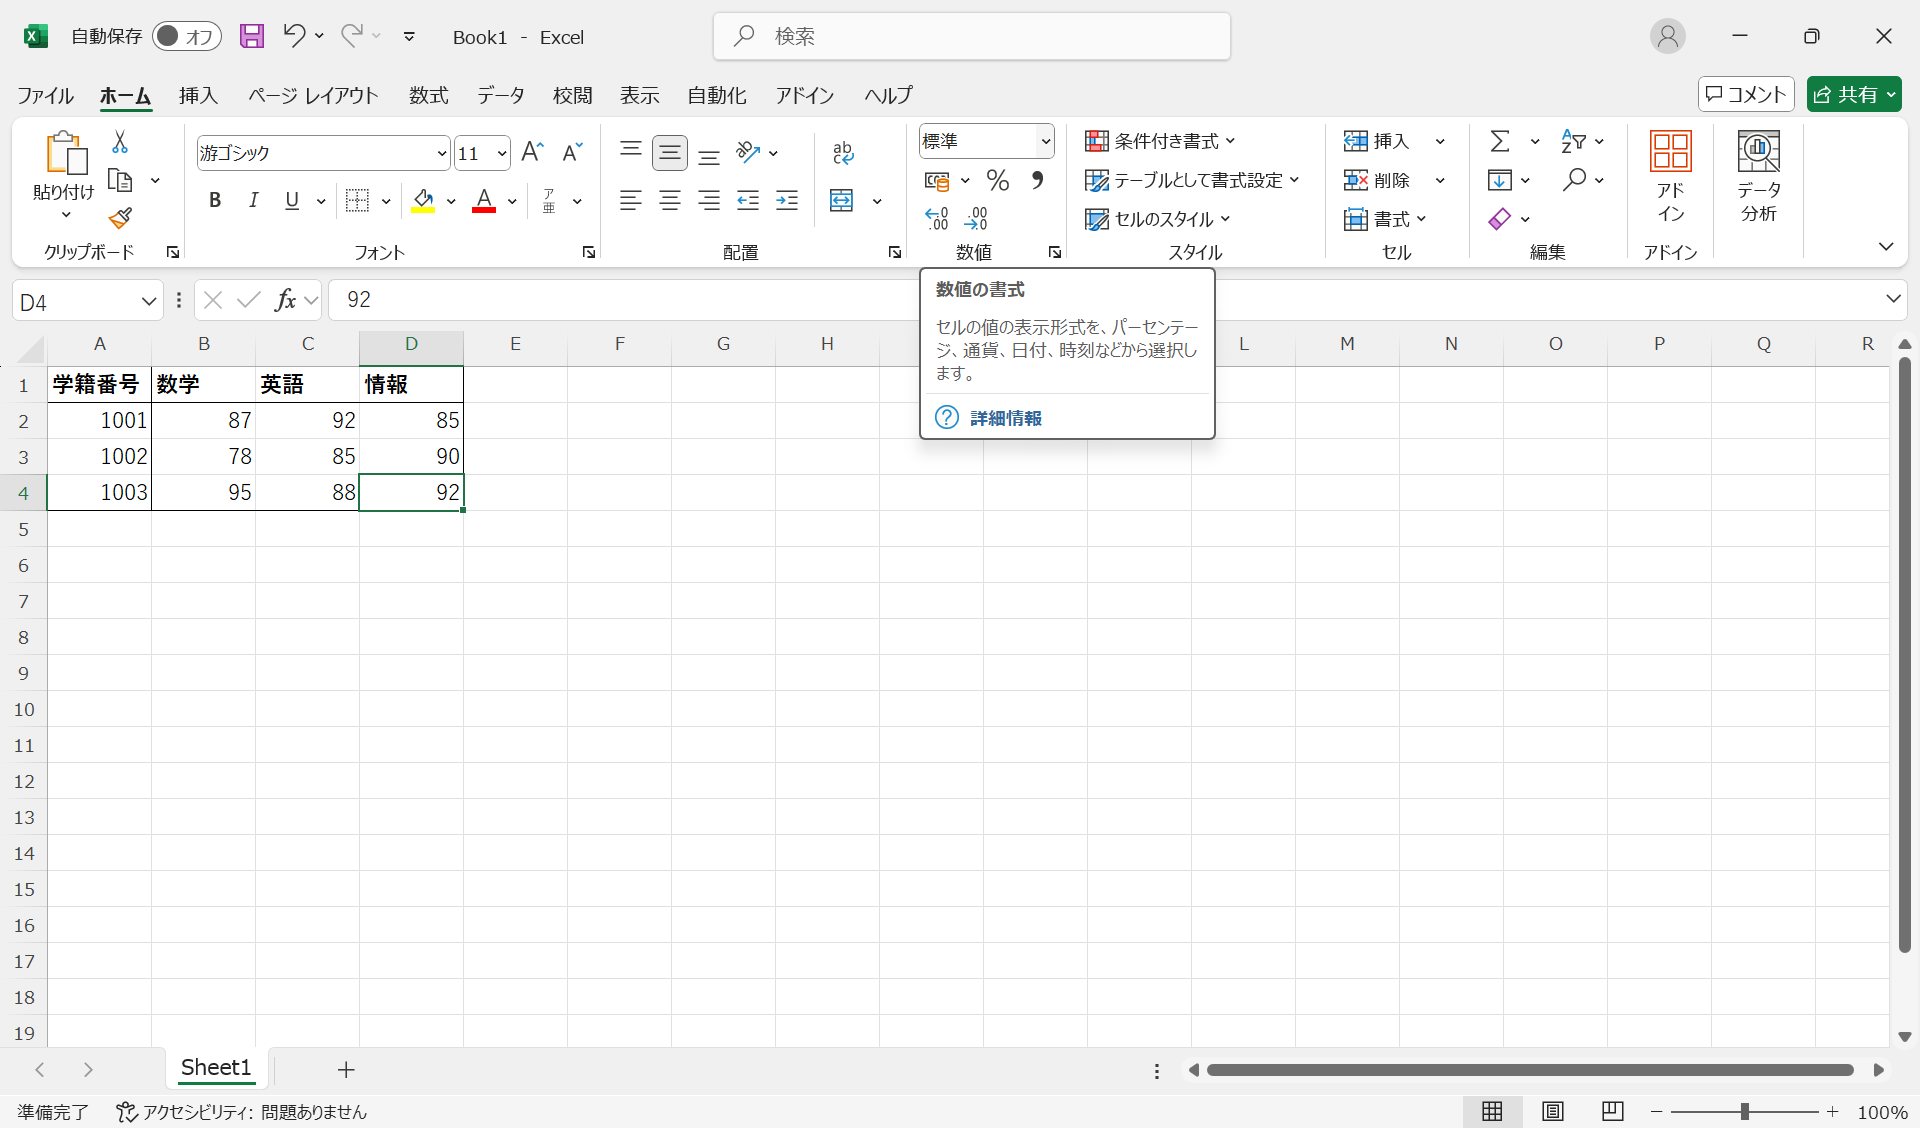 自動保存 オフ Book1 - Excel 検索
ファイル ホーム 挿入 ページ レイアウト 数式 データ 校閲 表示 自動化 アドイン ヘルプ コメント 共有
貼り付け
クリップボード
游ゴシック 11
B I U A ア亜
フォント
ab
配置
標準
% 9
数値
条件付き書式
テーブルとして書式設定
セルのスタイル
スタイル
挿入
削除
書式
セル
編集
アド
イン
アドイン
データ
分析
D4 fx 92
数値の書式
セルの値の表示形式を、パーセンテー
ジ、通貨、日付、時刻などから選択し
ます。
詳細情報
A B C D E F G H L M N O P Q R
1 学籍番号 数学 英語 情報
2 1001 87 92 85
3 1002 78 85 90
4 1003 95 88 92
5
6
7
8
9
10
11
12
13
14
15
16
17
18
19
Sheet1
準備完了 アクセシビリティ: 問題ありません 100%